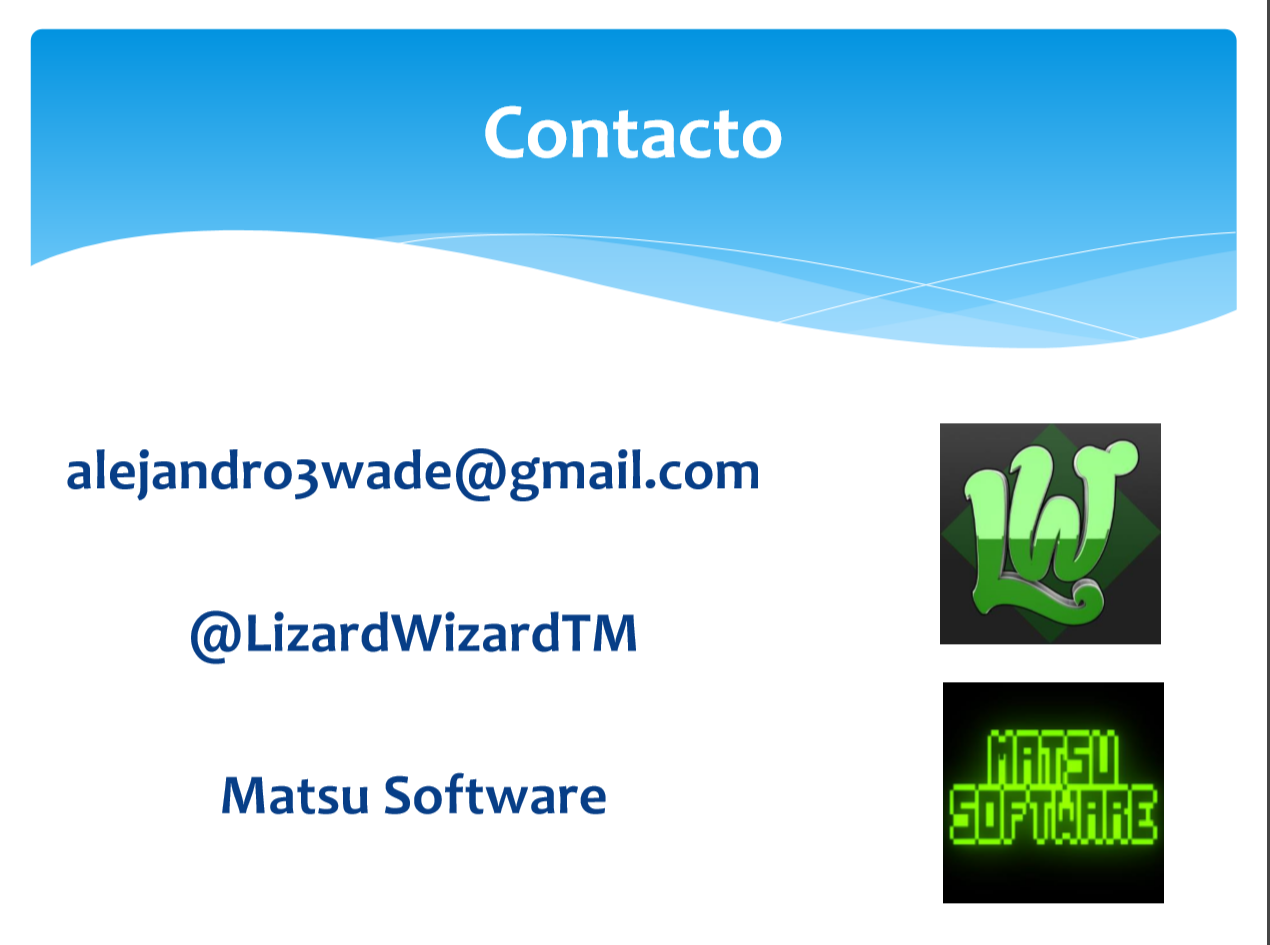 Contacto
alejandro3wade@gmail.com
LW
@LizardWizardTM
MATSU
SOFTWARE
Matsu Software